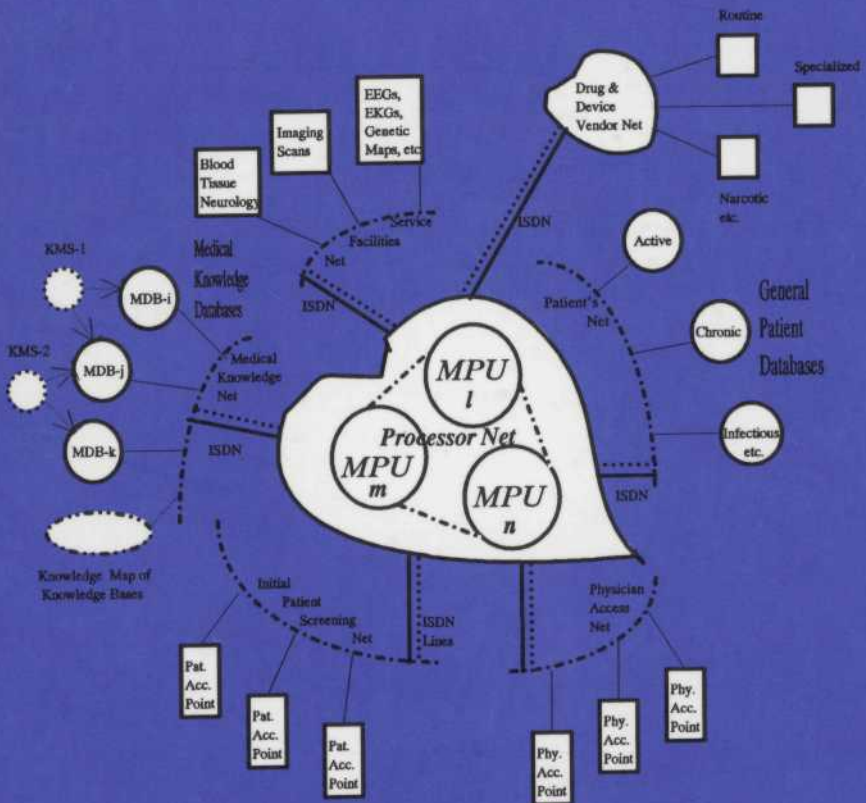 Routine
Specialized
Drug &
Device
Vendor Net
Narcotic
etc.
EEGs,
EKGs,
Genetic
Maps, etc
Imaging
Scans
Blood
Tissue
Neurology
Service
Facilities
Net
ISDN
ISDN
KMS-1
KMS-2
MDB-i
MDB-j
MDB-k
Medical
Knowledge
Databases
Medical
Knowledge
Net
ISDN
Knowledge Map of
Knowledge Bases
Active
Chronic
Infectious
etc.
Patient's
Net
General
Patient
Databases
ISDN
MPU
l
Processor Net
MPU
m
MPU
n
Initial
Patient
Screening
Net
ISDN
Lines
Physician
Access
Net
Pat.
Acc.
Point
Pat.
Acc.
Point
Pat.
Acc.
Point
Phy.
Acc.
Point
Phy.
Acc.
Point
Phy.
Acc.
Point